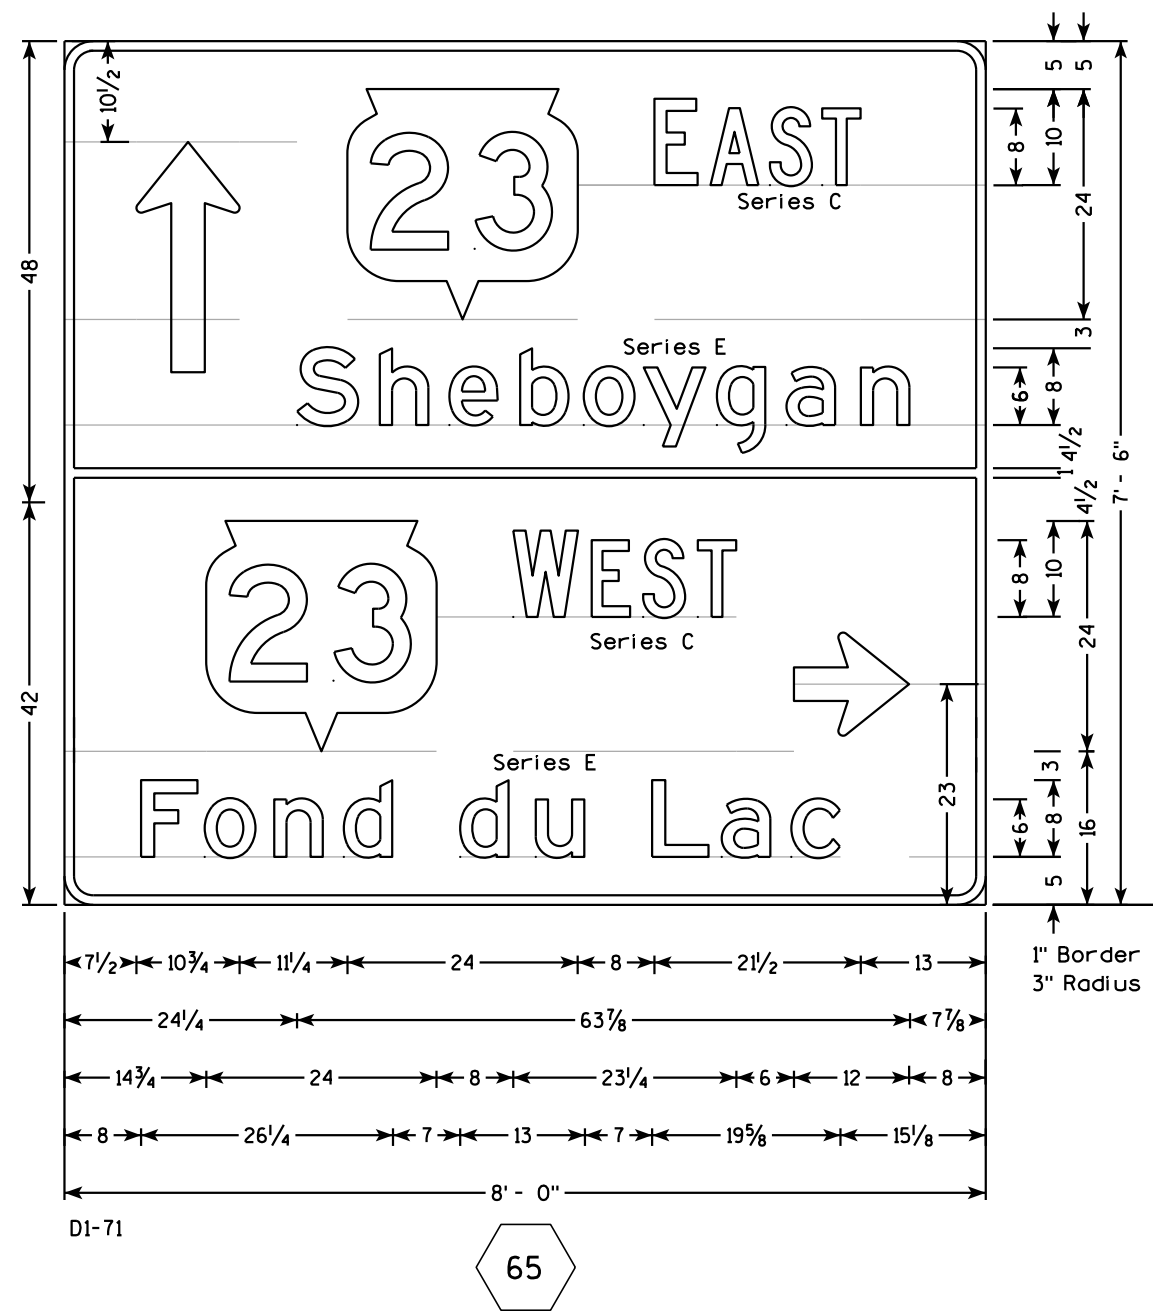 5 5
10½
23 EAST
8 10
Series C
24
48
3
Series E
Sheboygan
6 8
1 4½
4½
7' - 6"
23 WEST
8 10
Series C
24
42
Series E
3
Fond du Lac
23
6 8 16
5
7½ 10¾ 11¼ 24 8 21½ 13
1" Border
3" Radius
24¼ 63⅞ 7⅞
14¾ 24 8 23¼ 6 12 8
8 26¼ 7 13 7 19⅝ 15⅛
8' - 0"
D1-71
65